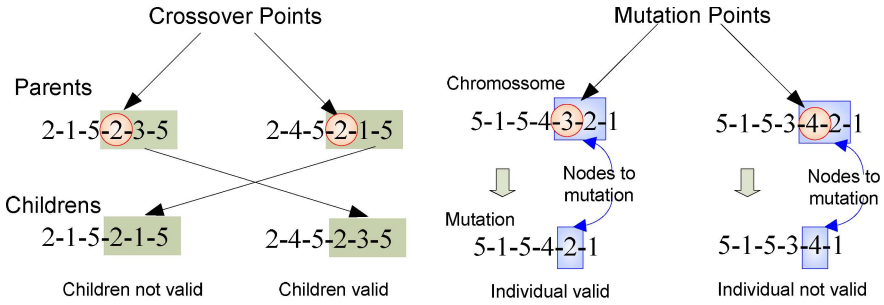 Crossover Points
Parents
2-1-5-2-3-5
2-4-5-2-1-5
Childrens
2-1-5-2-1-5
2-4-5-2-3-5
Children not valid
Children valid
Mutation Points
Chromossome
5-1-5-4-3-2-1
5-1-5-3-4-2-1
Nodes to
mutation
Nodes to
mutation
Mutation
5-1-5-4-2-1
5-1-5-3-4-1
Individual valid
Individual not valid